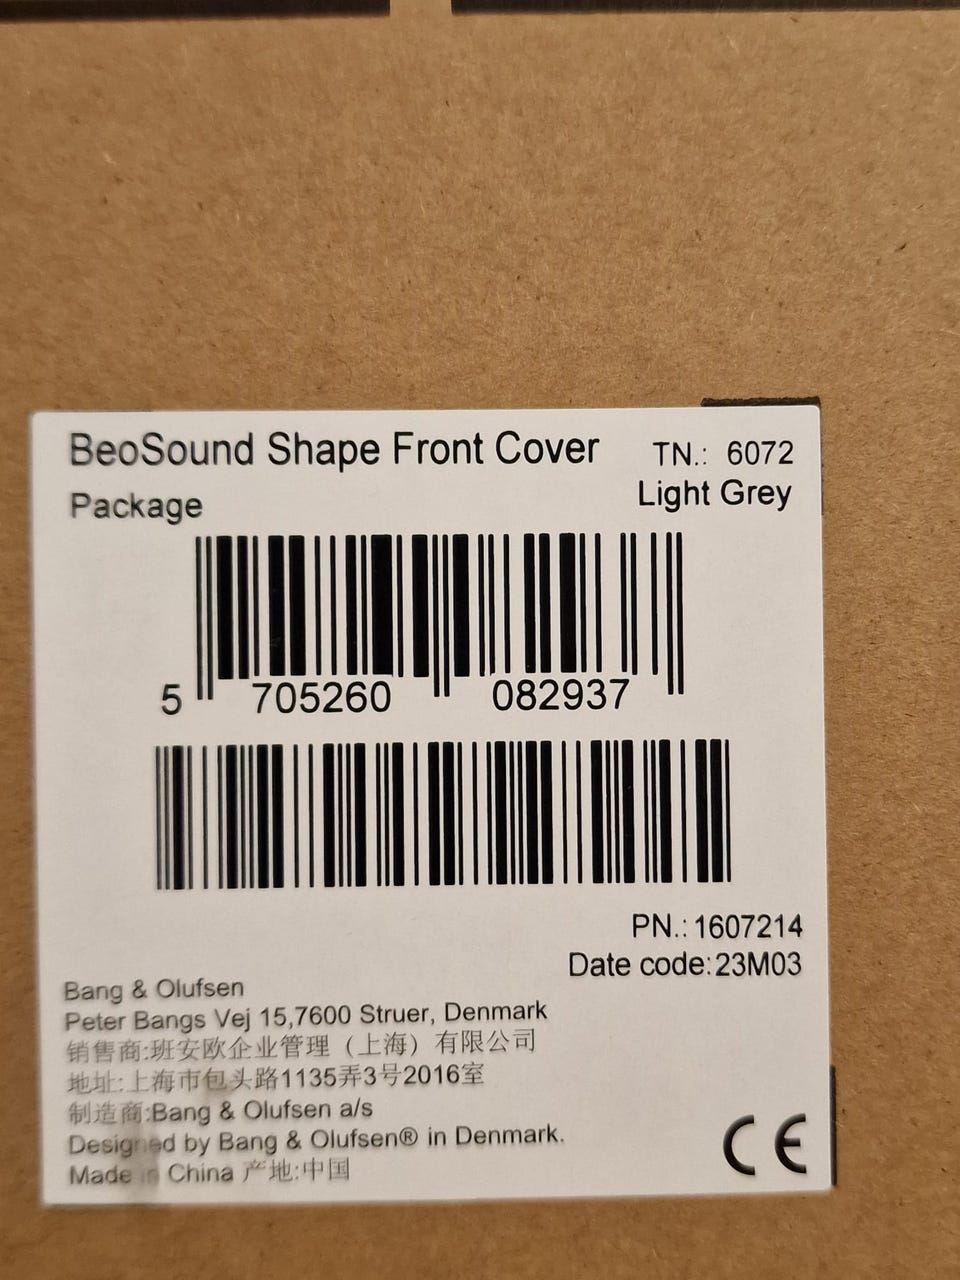 BeoSound Shape Front Cover TN.: 6072
Package Light Grey
5 705260 082937
PN.: 1607214
Date code: 23M03
Bang & Olufsen
Peter Bangs Vej 15,7600 Struer, Denmark
销售商:班安欧企业管理（上海）有限公司
地址:上海市包头路1135弄3号2016室
制造商:Bang & Olufsen a/s
Designed by Bang & Olufsen® in Denmark.
Made in China 产地:中国
CE